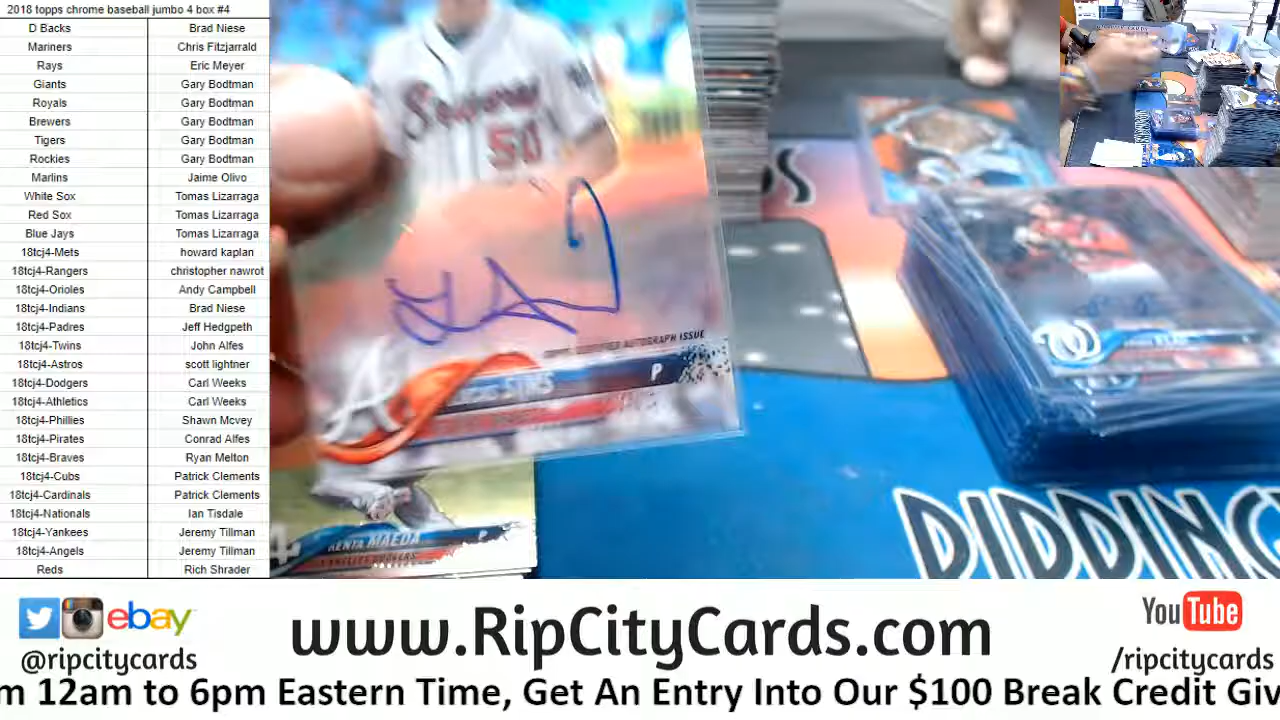 2018 topps chrome baseball jumbo 4 box #4
D Backs Brad Niese
Mariners Chris Fitzjarrald
Rays Eric Meyer
Giants Gary Bodtman
Royals Gary Bodtman
Brewers Gary Bodtman
Tigers Gary Bodtman
Rockies Gary Bodtman
Marlins Jaime Olivo
White Sox Tomas Lizarraga
Red Sox Tomas Lizarraga
Blue Jays Tomas Lizarraga
18tcj4-Mets howard kaplan
18tcj4-Rangers christopher nawrot
18tcj4-Orioles Andy Campbell
18tcj4-Indians Brad Niese
18tcj4-Padres Jeff Hedgpeth
18tcj4-Twins John Alfes
18tcj4-Astros scott lightner
18tcj4-Dodgers Carl Weeks
18tcj4-Athletics Carl Weeks
18tcj4-Phillies Shawn Mcvey
18tcj4-Pirates Conrad Alfes
18tcj4-Braves Ryan Melton
18tcj4-Cubs Patrick Clements
18tcj4-Cardinals Patrick Clements
18tcj4-Nationals Ian Tisdale
18tcj4-Yankees Jeremy Tillman
18tcj4-Angels Jeremy Tillman
Reds Rich Shrader
50
AUTOGRAPH ISSUE
SIMS P
KENTA MAEDA P
DIDDING
ebay
@ripcitycards
www.RipCityCards.com
YouTube
/ripcitycards
m 12am to 6pm Eastern Time, Get An Entry Into Our $100 Break Credit Giv